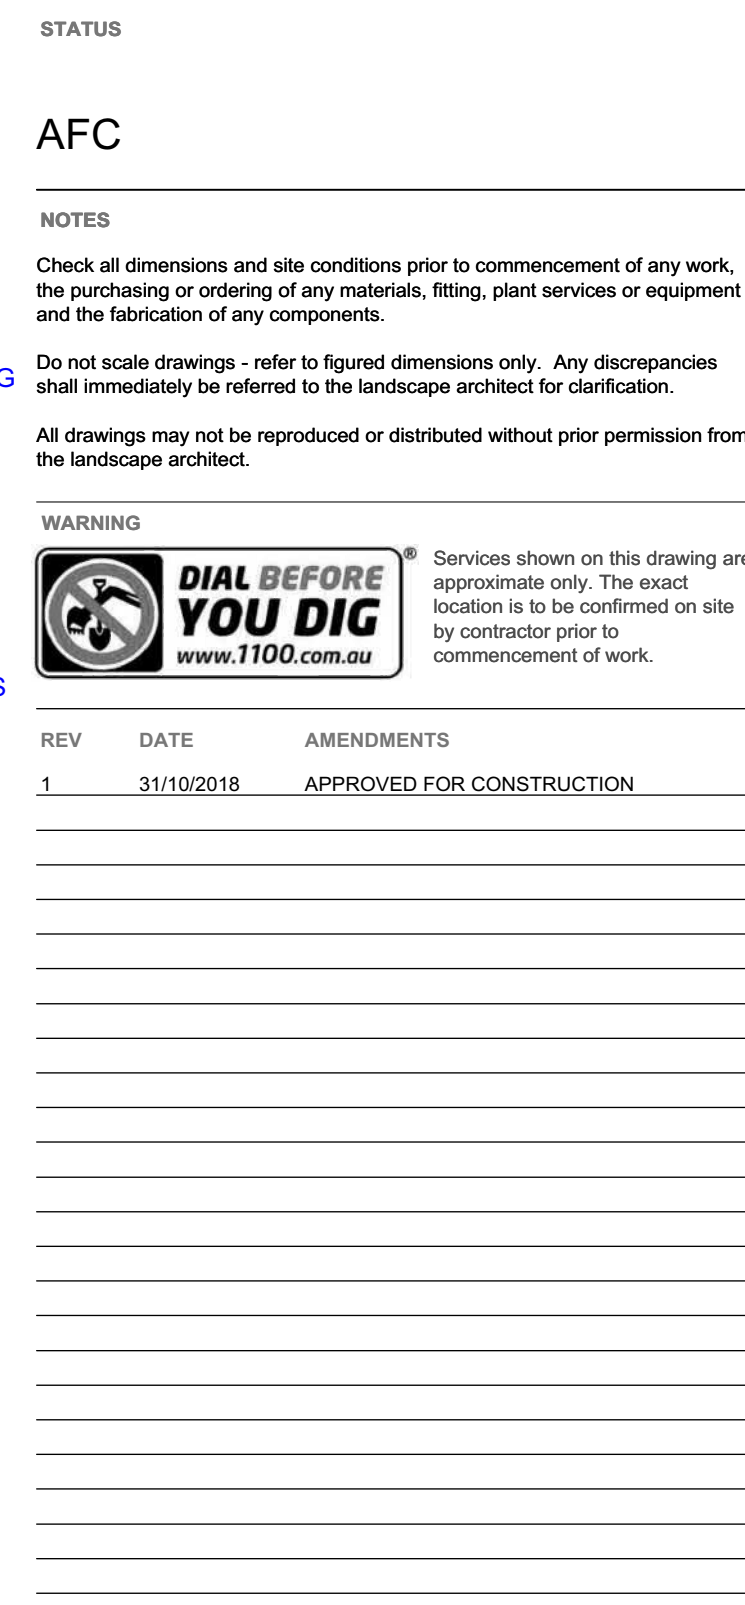 STATUS
AFC
NOTES
Check all dimensions and site conditions prior to commencement of any work,
the purchasing or ordering of any materials, fitting, plant services or equipment
and the fabrication of any components.
G
Do not scale drawings - refer to figured dimensions only.  Any discrepancies
shall immediately be referred to the landscape architect for clarification.
All drawings may not be reproduced or distributed without prior permission from
the landscape architect.
WARNING
DIAL BEFORE ®
YOU DIG
www.1100.com.au
Services shown on this drawing are
approximate only. The exact
location is to be confirmed on site
by contractor prior to
commencement of work.
S
REV DATE AMENDMENTS
1 31/10/2018 APPROVED FOR CONSTRUCTION